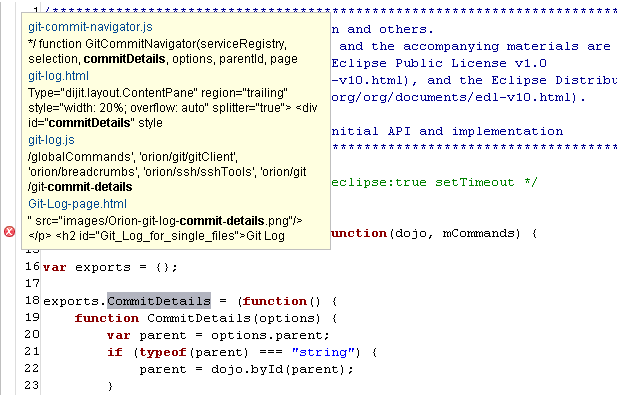 git-commit-navigator.js
*/ function GitCommitNavigator(serviceRegistry,
selection, commitDetails, options, parentId, page
git-log.html
Type="dijit.layout.ContentPane" region="trailing"
style="width: 20%; overflow: auto" splitter="true"> <div
id="commitDetails" style
git-log.js
/globalCommands', 'orion/git/gitClient',
'orion/breadcrumbs', 'orion/ssh/sshTools', 'orion/git
/git-commit-details
Git-Log-page.html
" src="images/Orion-git-log-commit-details.png"/>
</p> <h2 id="Git_Log_for_single_files">Git Log
1 /*******************************************************************************
n and others.
and the accompanying materials are
Eclipse Public License v1.0
-v10.html), and the Eclipse Distribu
org/org/documents/edl-v10.html).
nitial API and implementation
*******************************************************************************
eclipse:true setTimeout */
unction(dojo, mCommands) {
15
16 var exports = {};
17
18 exports.CommitDetails = (function() {
19 function CommitDetails(options) {
20 var parent = options.parent;
21 if (typeof(parent) === "string") {
22 parent = dojo.byId(parent);
23 }